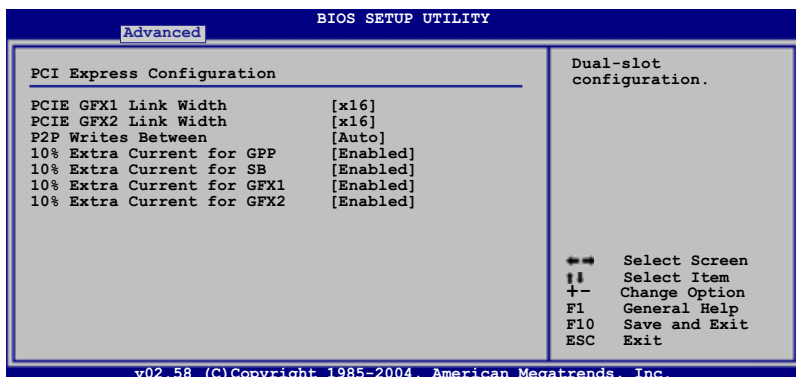 BIOS SETUP UTILITY
Advanced
PCI Express Configuration
PCIE GFX1 Link Width [x16]
PCIE GFX2 Link Width [x16]
P2P Writes Between [Auto]
10% Extra Current for GPP [Enabled]
10% Extra Current for SB [Enabled]
10% Extra Current for GFX1 [Enabled]
10% Extra Current for GFX2 [Enabled]
Dual-slot
configuration.
Select Screen
Select Item
+- Change Option
F1 General Help
F10 Save and Exit
ESC Exit
v02.58 (C)Copyright 1985-2004, American Megatrends, Inc.